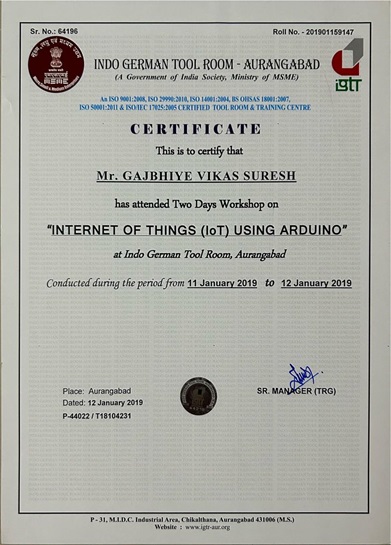 Sr. No.: 64196
Roll No. - 201901159147
INDO GERMAN TOOL ROOM - AURANGABAD
(A Government of India Society, Ministry of MSME)
IGTR
An ISO 9001:2008, ISO 29990:2010, ISO 14001:2004, BS OHSAS 18001:2007,
ISO 50001:2011 & ISO/IEC 17025:2005 CERTIFIED TOOL ROOM & TRAINING CENTRE
CERTIFICATE
This is to certify that
Mr. GAJBHIYE VIKAS SURESH
has attended Two Days Workshop on
"INTERNET OF THINGS (IoT) USING ARDUINO"
at Indo German Tool Room, Aurangabad
Conducted during the period from 11 January 2019 to 12 January 2019
Place: Aurangabad
Dated: 12 January 2019
P-44022 / T18104231
SR. MANAGER (TRG)
P - 31, M.I.D.C. Industrial Area, Chikalthana, Aurangabad 431006 (M.S.)
Website : www.igtr-aur.org